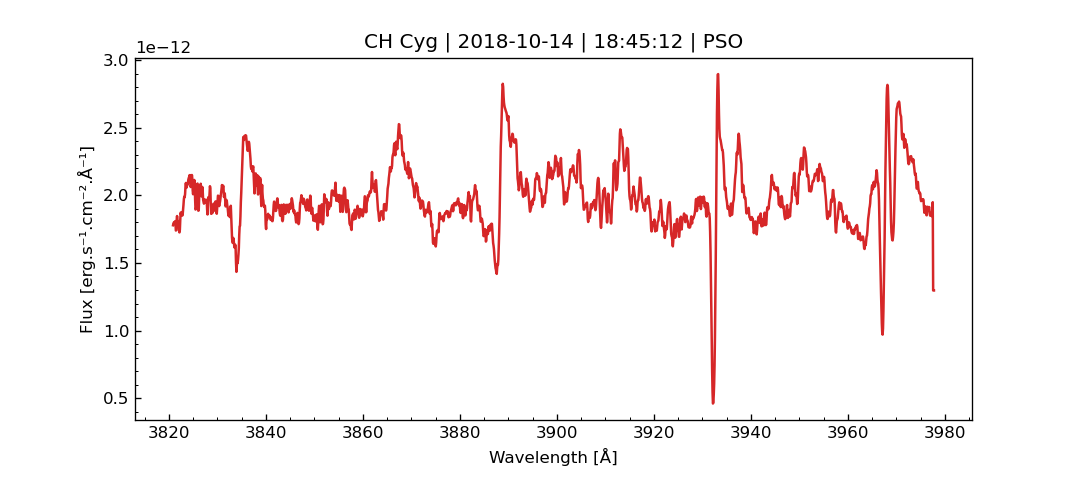 CH Cyg | 2018-10-14 | 18:45:12 | PSO
1e−12
3.0
2.5
2.0
1.5
1.0
0.5
Flux [erg.s⁻¹.cm⁻².Å⁻¹]
3820 3840 3860 3880 3900 3920 3940 3960 3980
Wavelength [Å]